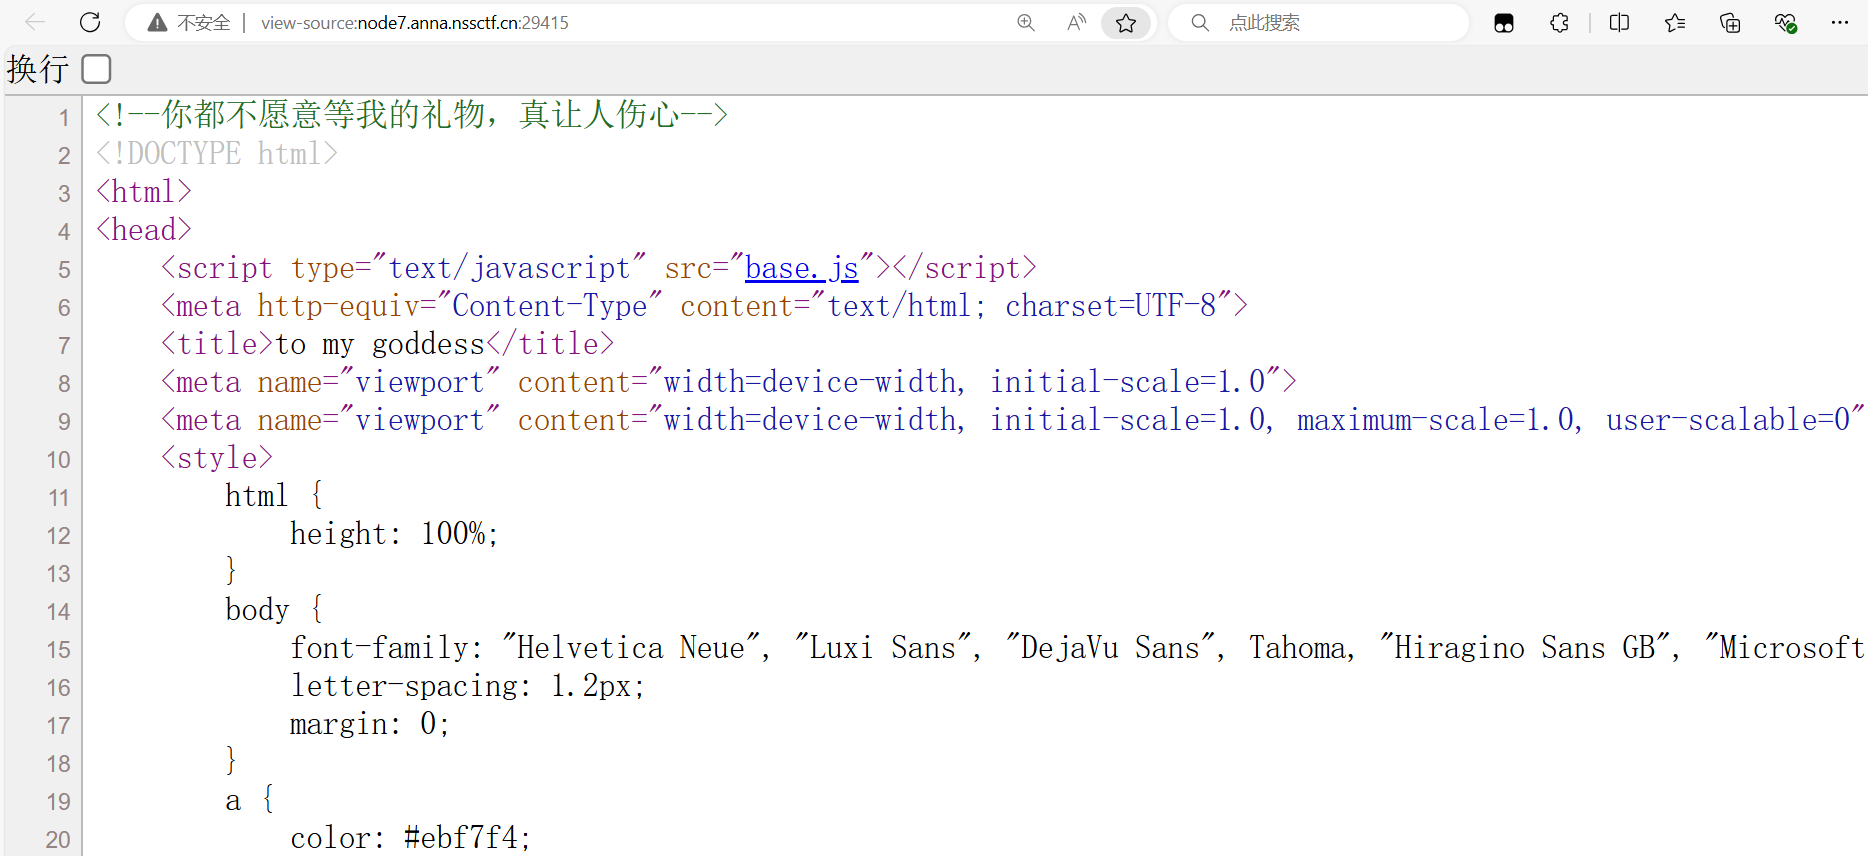 不安全 | view-source:node7.anna.nssctf.cn:29415 点此搜索
换行
1 <!--你都不愿意等我的礼物，真让人伤心-->
2 <!DOCTYPE html>
3 <html>
4 <head>
5 <script type="text/javascript" src="base.js"></script>
6 <meta http-equiv="Content-Type" content="text/html; charset=UTF-8">
7 <title>to my goddess</title>
8 <meta name="viewport" content="width=device-width, initial-scale=1.0">
9 <meta name="viewport" content="width=device-width, initial-scale=1.0, maximum-scale=1.0, user-scalable=0"
10 <style>
11 html {
12 height: 100%;
13 }
14 body {
15 font-family: "Helvetica Neue", "Luxi Sans", "DejaVu Sans", Tahoma, "Hiragino Sans GB", "Microsoft
16 letter-spacing: 1.2px;
17 margin: 0;
18 }
19 a {
20 color: #ebf7f4;